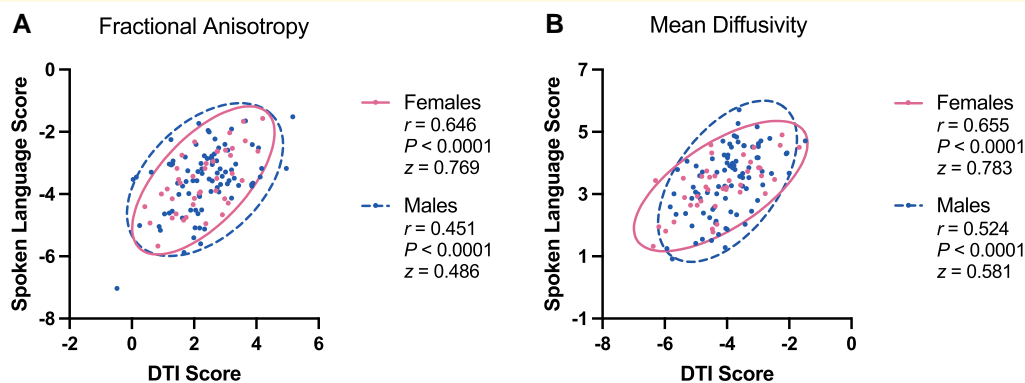 A
Fractional Anisotropy
Spoken Language Score
0
-2
-4
-6
-8
-2
0
2
4
6
DTI Score
Females
r = 0.646
P < 0.0001
z = 0.769
Males
r = 0.451
P < 0.0001
z = 0.486
B
Mean Diffusivity
Spoken Language Score
7
5
3
1
-1
-8
-6
-4
-2
0
DTI Score
Females
r = 0.655
P < 0.0001
z = 0.783
Males
r = 0.524
P < 0.0001
z = 0.581